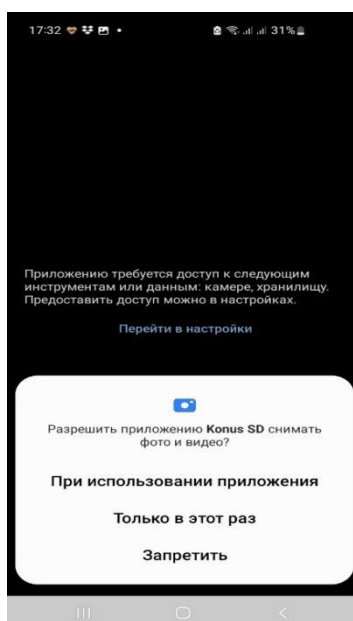 17:32
31%
Приложению требуется доступ к следующим
инструментам или данным: камере, хранилищу.
Предоставить доступ можно в настройках.
Перейти в настройки
Разрешить приложению Konus SD снимать
фото и видео?
При использовании приложения
Только в этот раз
Запретить